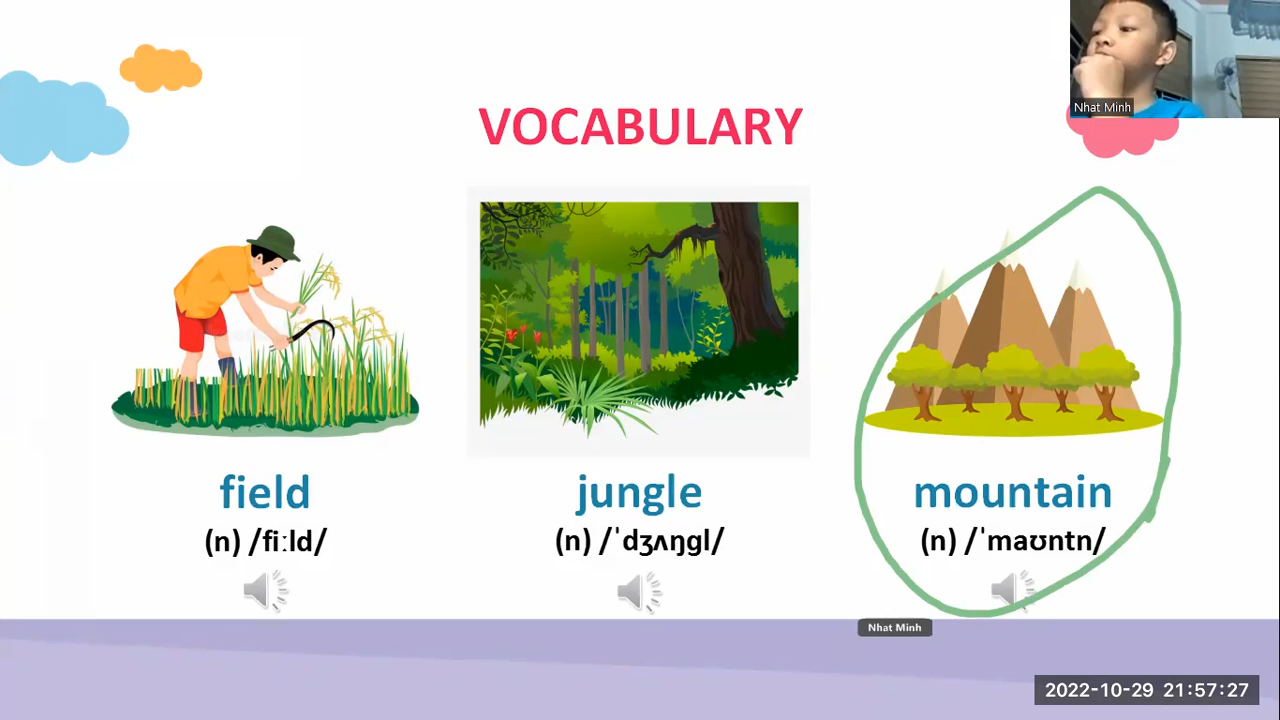 Nhat Minh
VOCABULARY
field
jungle
mountain
(n) /fiːld/
(n) /ˈdʒʌŋgl/
(n) /ˈmaʊntn/
Nhat Minh
2022-10-29 21:57:27